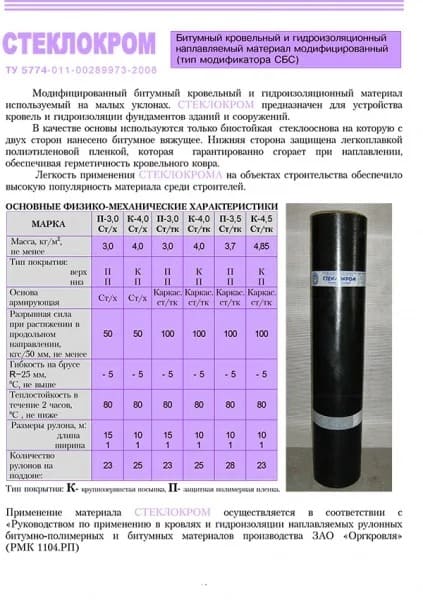 СТЕКЛОКРОМ
ТУ 5774-011-00289973-2008
Битумный кровельный и гидроизоляционный
наплавляемый материал модифицированный
(тип модификатора СБС)
Модифицированный битумный кровельный и гидроизоляционный материал
используемый на малых уклонах. СТЕКЛОКРОМ предназначен для устройства
кровель и гидроизоляции фундаментов зданий и сооружений.
В качестве основы используются только биостойкая стеклооснова на которую с
двух сторон нанесено битумное вяжущее. Нижняя сторона защищена легкоплавкой
полиэтиленовой пленкой, которая гарантированно сгорает при наплавлении,
обеспечивая герметичность кровельного ковра.
Легкость применения СТЕКЛОКРОМА на объектах строительства обеспечило
высокую популярность материала среди строителей.
ОСНОВНЫЕ ФИЗИКО-МЕХАНИЧЕСКИЕ ХАРАКТЕРИСТИКИ
МАРКА П-3,0 К-4,0 П-3,0 К-4,0 П-3,5 К-4,5
Ст/х Ст/х Ст/тк Ст/тк Ст/тк Ст/тк
Масса, кг/м²,
не менее 3,0 4,0 3,0 4,0 3,7 4,85
Тип покрытия:
верх П К П К П К
низ П П П П П П
Основа Каркас. Каркас. Каркас. Каркас.
армирующая Ст/х Ст/х ст/тк ст/тк ст/тк ст/тк
Разрывная сила
при растяжении в
продольном 50 50 100 100 100 100
направлении,
кгс/50 мм, не менее
Гибкость на брусе
R=25 мм, - 5 - 5 - 5 - 5 - 5 - 5
°С, не выше
Теплостойкость в
течение 2 часов, 80 80 80 80 80 80
°С , не ниже
Размеры рулона, м:
длина 15 10 15 10 10 10
ширина 1 1 1 1 1 1
Количество
рулонов на 23 25 23 25 28 23
поддоне:
СТЕКЛОКРОМ
Тип покрытия: К- крупнозернистая посыпка, П- защитная полимерная пленка.
Применение материала СТЕКЛОКРОМ осуществляется в соответствии с
«Руководством по применению в кровлях и гидроизоляции наплавляемых рулонных
битумно-полимерных и битумных материалов производства ЗАО «Оргкровля»
(РМК 1104.РП)